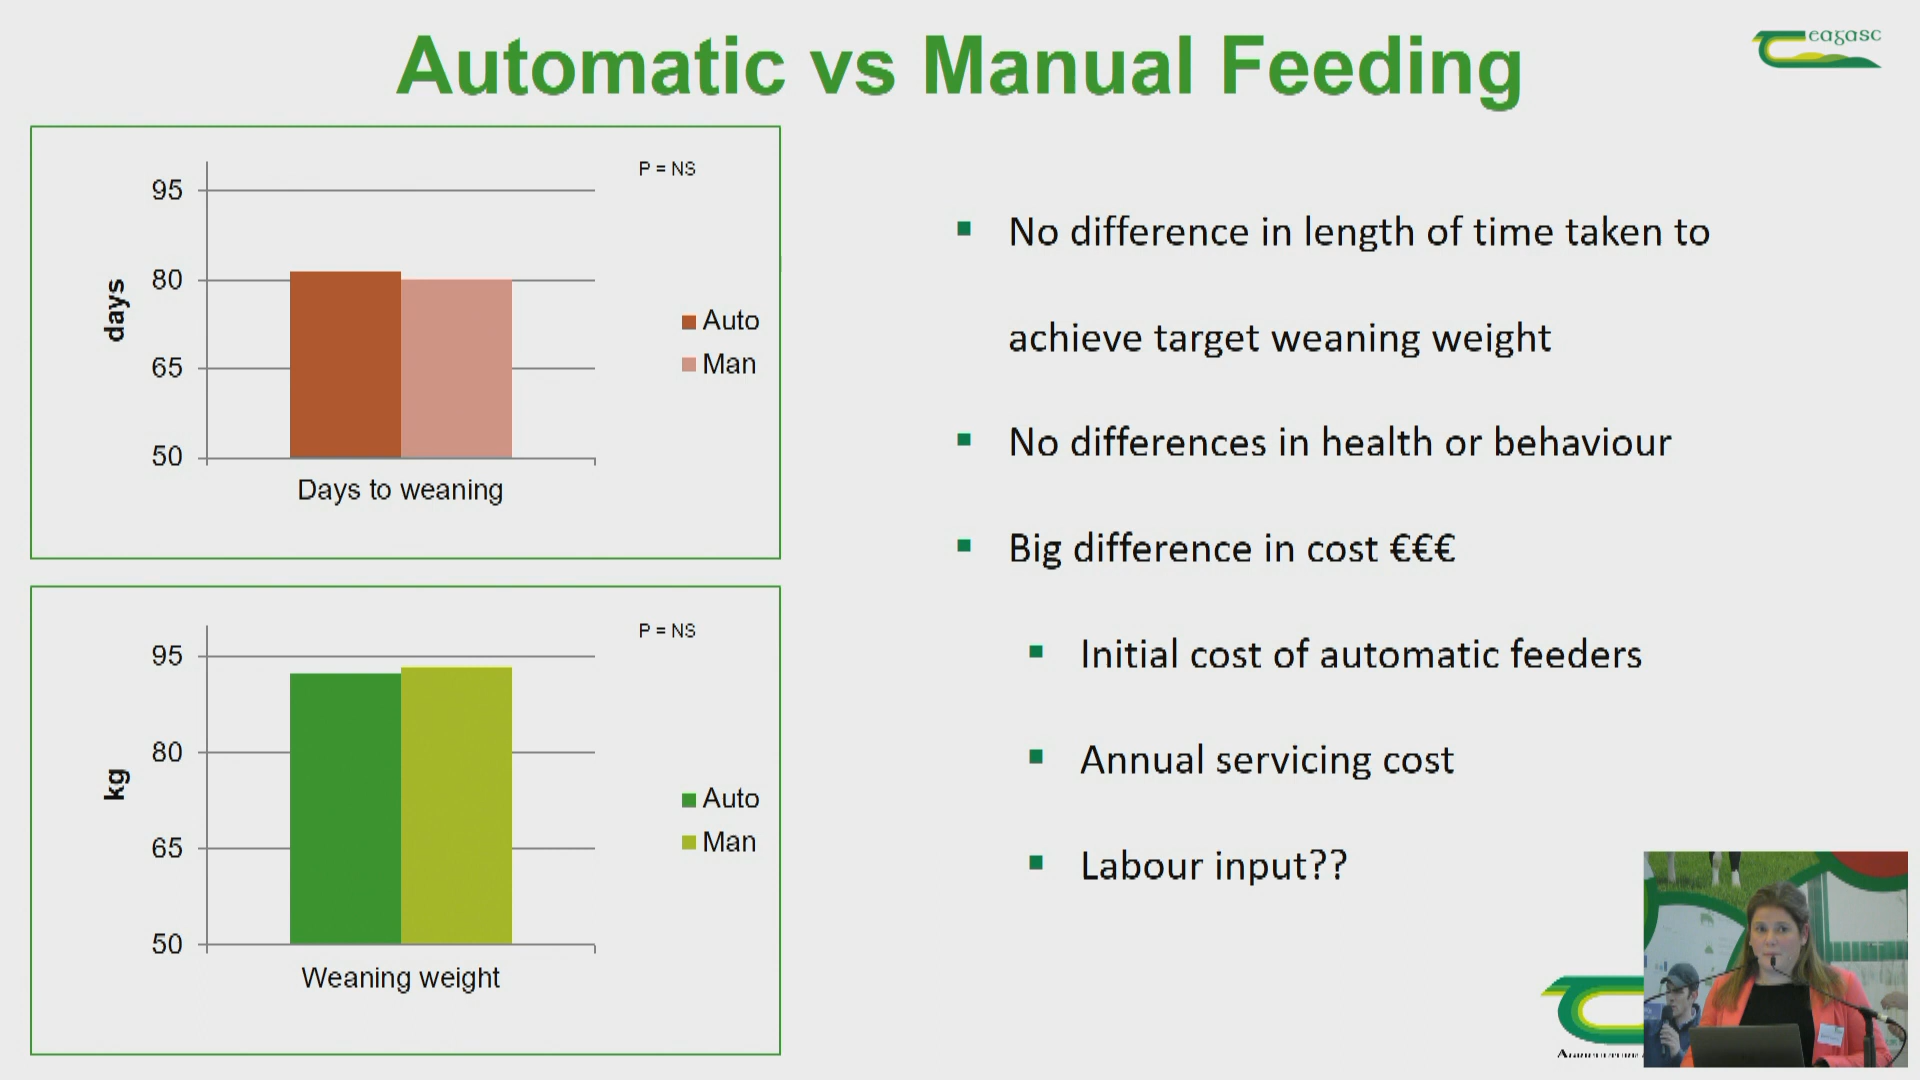 Automatic vs Manual Feeding
eagasc
P = NS
95
80
65
50
days
Auto
Man
Days to weaning
P = NS
95
80
65
50
kg
Auto
Man
Weaning weight
No difference in length of time taken to
achieve target weaning weight
No differences in health or behaviour
Big difference in cost €€€
Initial cost of automatic feeders
Annual servicing cost
Labour input??